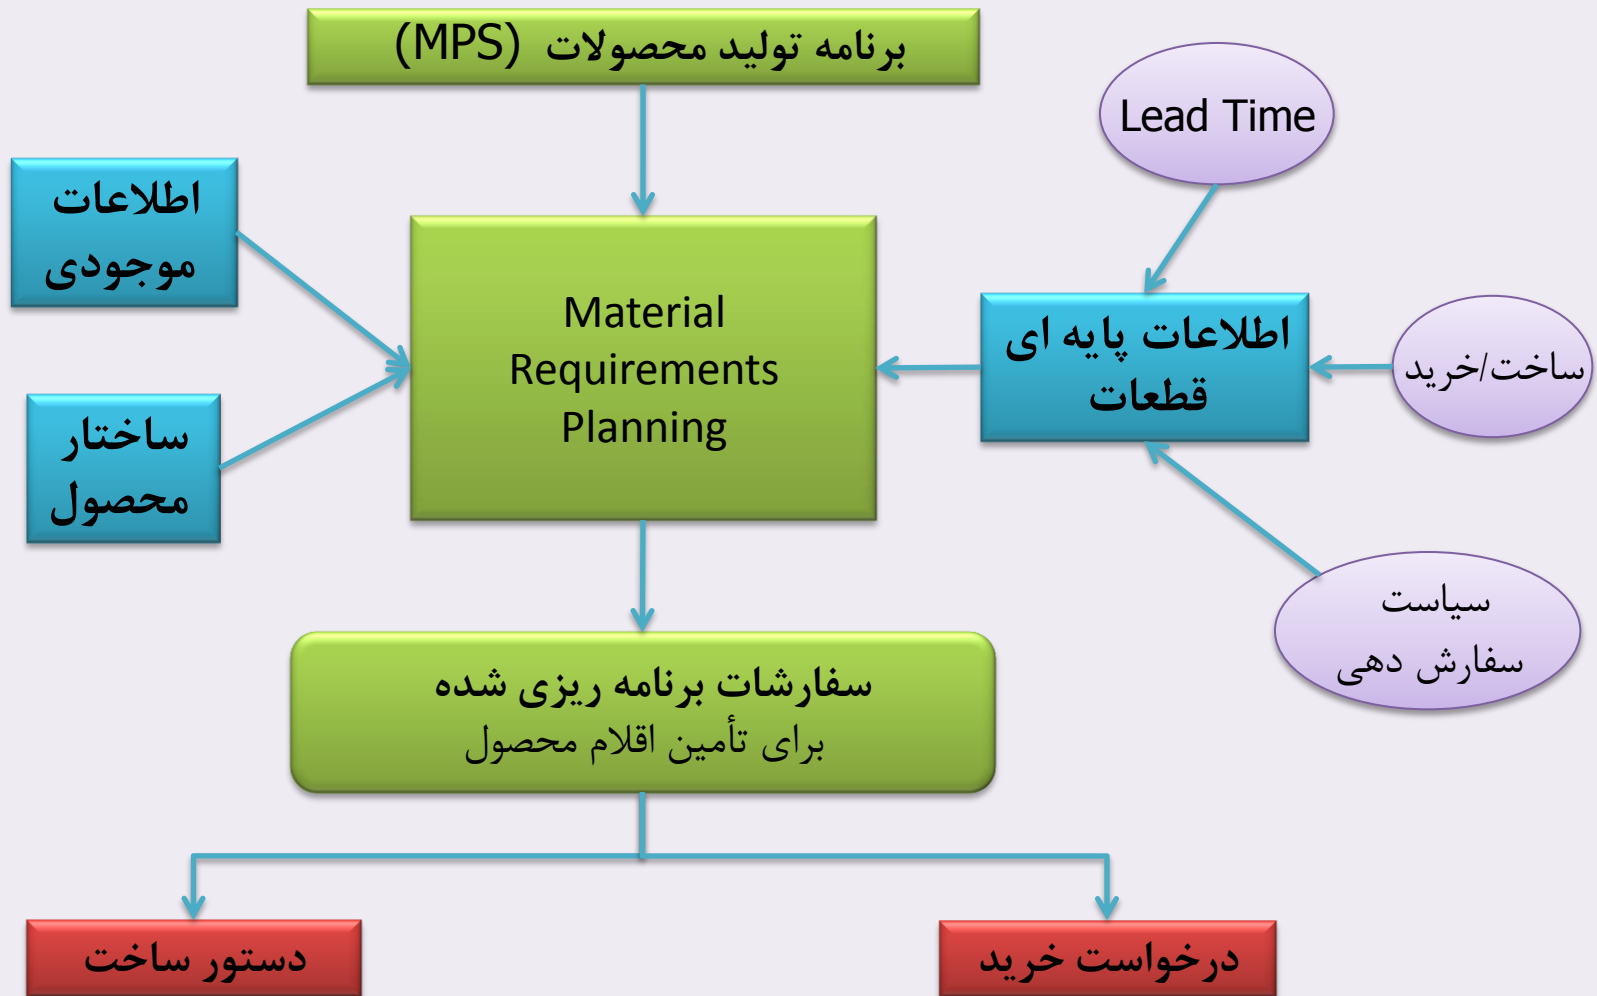 برنامه تولید محصولات (MPS)
Lead Time
اطلاعات
موجودی
Material
Requirements
Planning
اطلاعات پایه ای
قطعات
ساخت/خرید
ساختار
محصول
سیاست
سفارش دهی
سفارشات برنامه ریزی شده
برای تأمین اقلام محصول
درخواست خرید
دستور ساخت